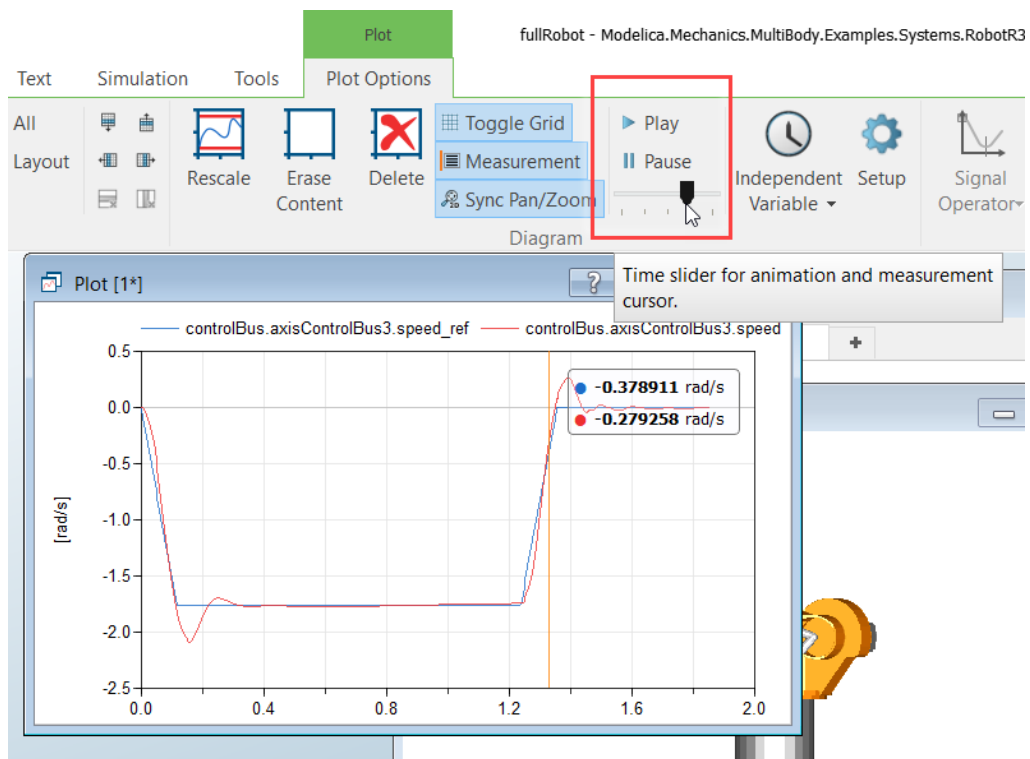 Plot
fullRobot - Modelica.Mechanics.MultiBody.Examples.Systems.RobotR3
Text Simulation Tools Plot Options
All
Layout
Rescale
Erase
Content
Delete
Toggle Grid
Measurement
Sync Pan/Zoom
Play
Pause
Independent
Variable
Setup
Signal
Operator
Diagram
Time slider for animation and measurement
cursor.
Plot [1*]
?
controlBus.axisControlBus3.speed_ref controlBus.axisControlBus3.speed
-0.378911 rad/s
-0.279258 rad/s
0.5
0.0
-0.5
-1.0
-1.5
-2.0
-2.5
[rad/s]
0.0 0.4 0.8 1.2 1.6 2.0